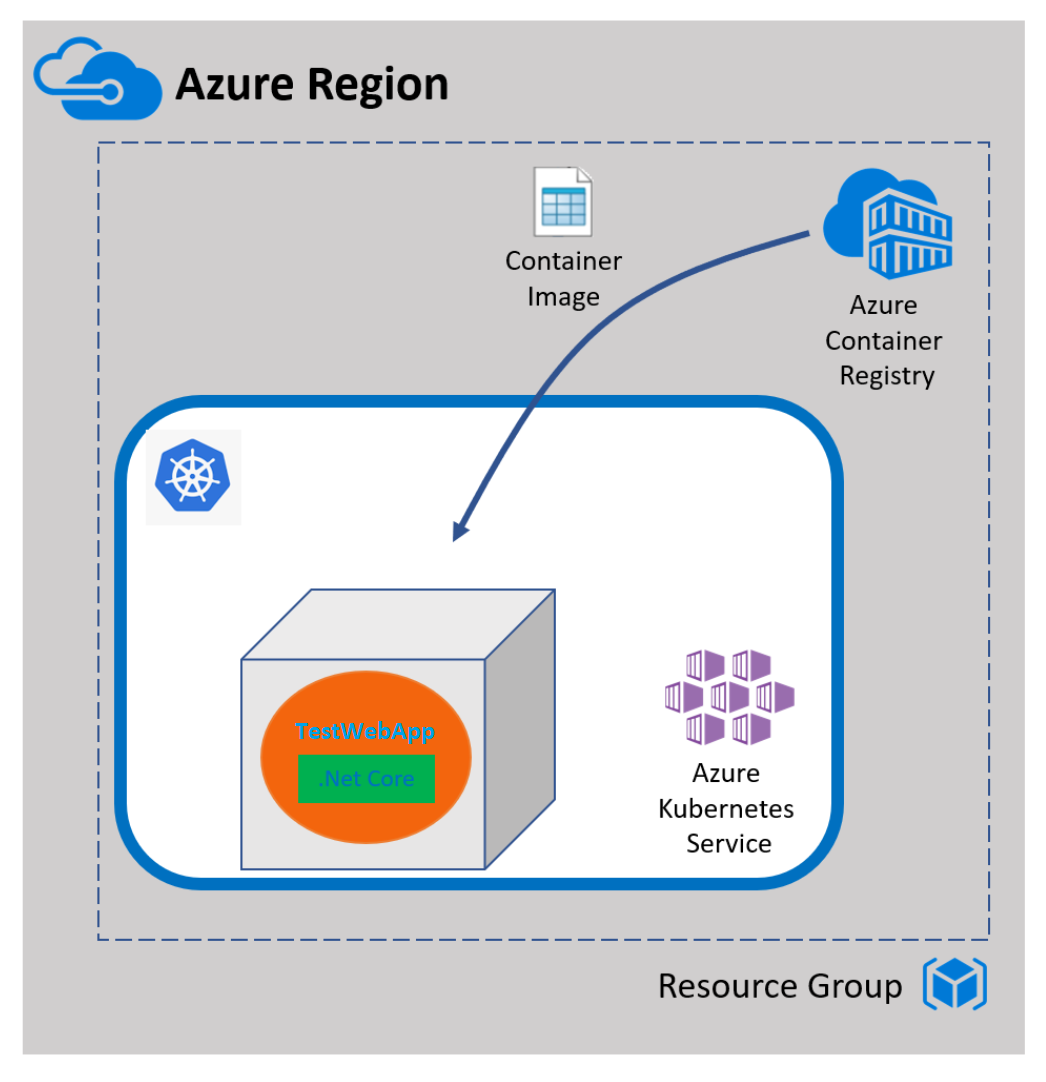 Azure Region
Container
Image
Azure
Container
Registry
TestWebApp
.Net Core
Azure
Kubernetes
Service
Resource Group